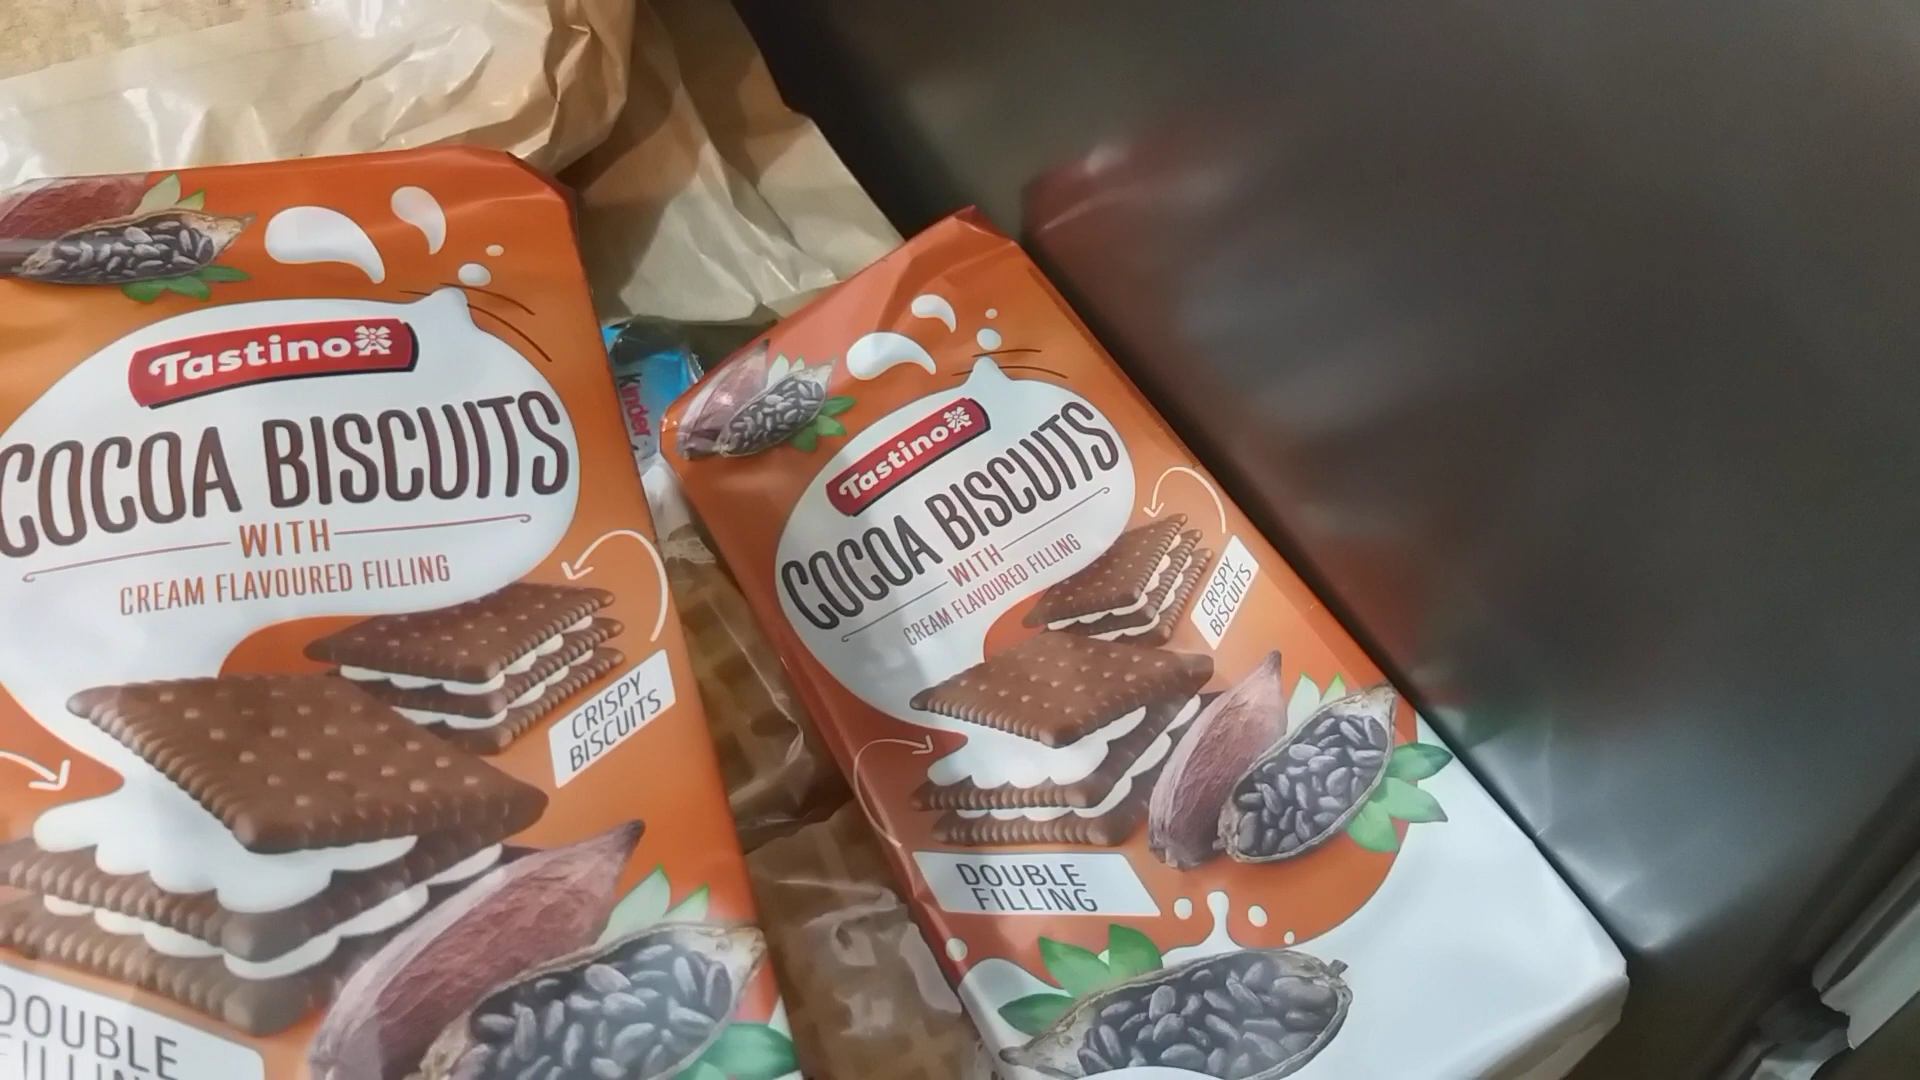 Tastino
COCOA BISCUITS
WITH
CREAM FLAVOURED FILLING
CRISPY
BISCUITS
DOUBLE
Kinder
Tastino
COCOA BISCUITS
WITH
CREAM FLAVOURED FILLING
CRISPY
BISCUITS
DOUBLE
FILLING